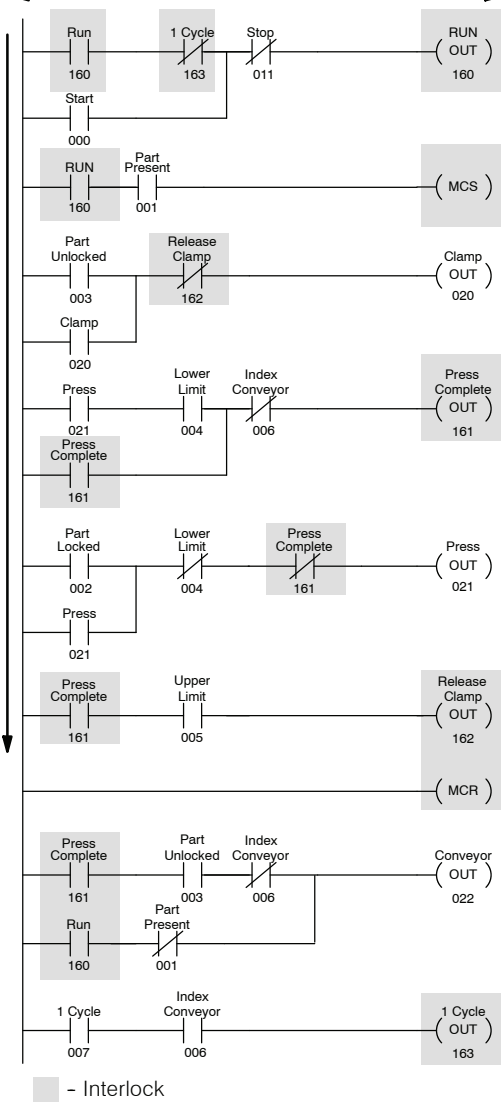 Run 1 Cycle Stop RUN
OUT
160 163 011 160
Start
000
RUN Part Present
MCS
160 001
Part Unlocked Release Clamp Clamp
OUT
003 162 020
Clamp
020
Press Lower Limit Index Conveyor Press Complete
OUT
021 004 006 161
Press Complete
161
Part Locked Lower Limit Press Complete Press
OUT
002 004 161 021
Press
021
Press Complete Upper Limit Release Clamp
OUT
161 005 162
MCR
Press Complete Part Unlocked Index Conveyor Conveyor
OUT
161 003 006 022
Run Part Present
160 001
1 Cycle Index Conveyor 1 Cycle
OUT
007 006 163
- Interlock